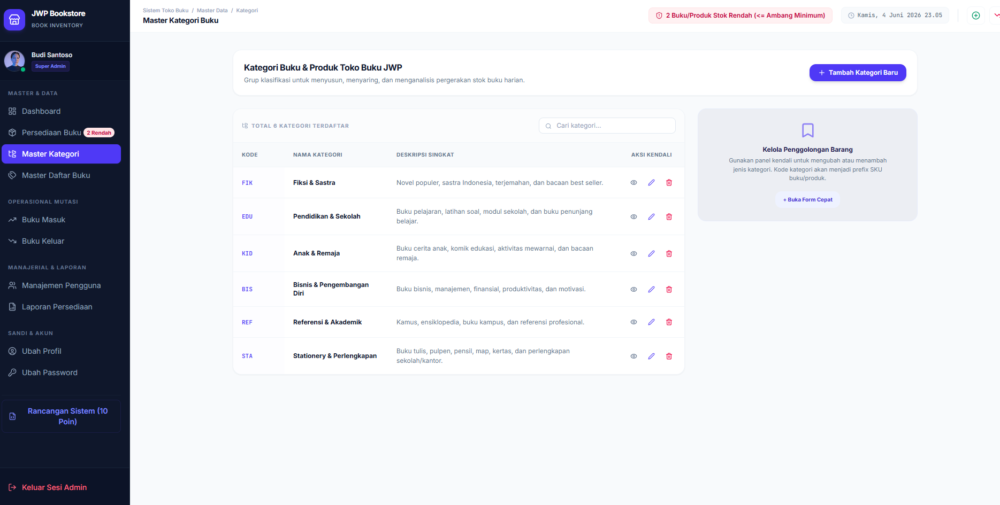 JWP Bookstore
BOOK INVENTORY
Budi Santoso
Super Admin
MASTER & DATA
Dashboard
Persediaan Buku 2 Rendah
Master Kategori
Master Daftar Buku
OPERASIONAL MUTASI
Buku Masuk
Buku Keluar
MANAJERIAL & LAPORAN
Manajemen Pengguna
Laporan Persediaan
SANDI & AKUN
Ubah Profil
Ubah Password
Rancangan Sistem (10
Poin)
Keluar Sesi Admin
Sistem Toko Buku / Master Data / Kategori
Master Kategori Buku
2 Buku/Produk Stok Rendah (<= Ambang Minimum)
Kamis, 4 Juni 2026 23.05
Kategori Buku & Produk Toko Buku JWP
Grup klasifikasi untuk menyusun, menyaring, dan menganalisis pergerakan stok buku harian.
+ Tambah Kategori Baru
TOTAL 6 KATEGORI TERDAFTAR
Cari kategori...
KODE NAMA KATEGORI DESKRIPSI SINGKAT AKSI KENDALI
FIK Fiksi & Sastra Novel populer, sastra Indonesia, terjemahan, dan bacaan best seller.
EDU Pendidikan & Sekolah Buku pelajaran, latihan soal, modul sekolah, dan buku penunjang
belajar.
KID Anak & Remaja Buku cerita anak, komik edukasi, aktivitas mewarnai, dan bacaan
remaja.
BIS Bisnis & Pengembangan
Diri Buku bisnis, manajemen, finansial, produktivitas, dan motivasi.
REF Referensi & Akademik Kamus, ensiklopedia, buku kampus, dan referensi profesional.
STA Stationery & Perlengkapan Buku tulis, pulpen, pensil, map, kertas, dan perlengkapan
sekolah/kantor.
Kelola Penggolongan Barang
Gunakan panel kendali untuk mengubah atau menambah
jenis kategori. Kode kategori akan menjadi prefix SKU
buku/produk.
+ Buka Form Cepat